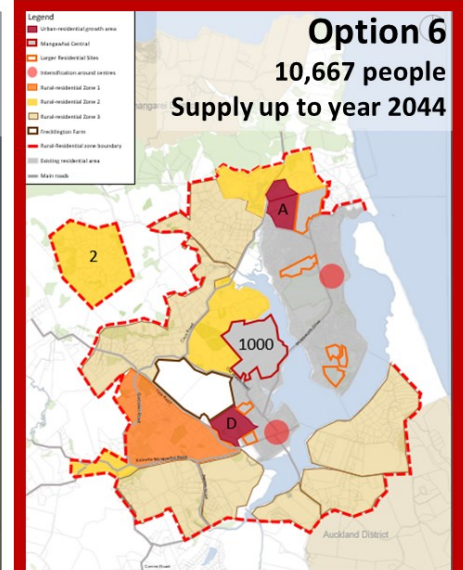 Legend
Urban residential growth area
Mangawhai Central
Larger Residential Sites
Intensification around centres
Rural-residential Zone 1
Rural-residential Zone 2
Rural-residential Zone 3
Frecklington Farm
Rural-Residential zone boundary
Existing residential area
Main roads
Option 6
10,667 people
Supply up to year 2044
A
2
1000
D
Auckland District